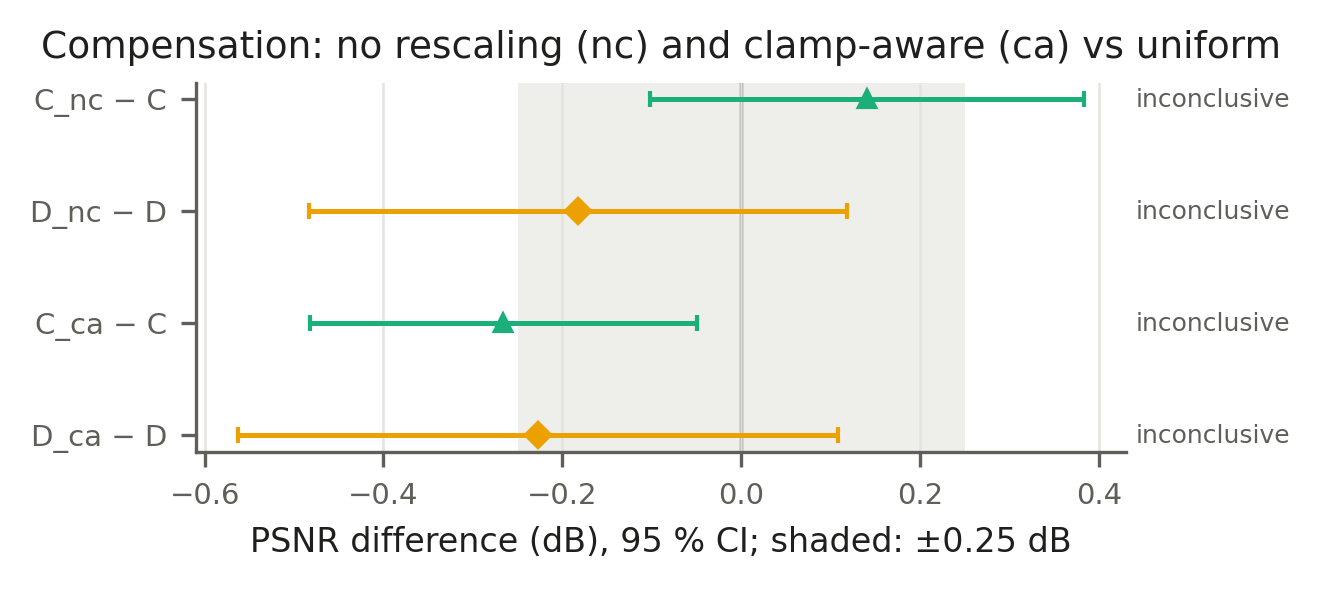 Compensation: no rescaling (nc) and clamp-aware (ca) vs uniform
C_nc − C
inconclusive
D_nc − D
inconclusive
C_ca − C
inconclusive
D_ca − D
inconclusive
−0.6 −0.4 −0.2 0.0 0.2 0.4
PSNR difference (dB), 95 % CI; shaded: ±0.25 dB